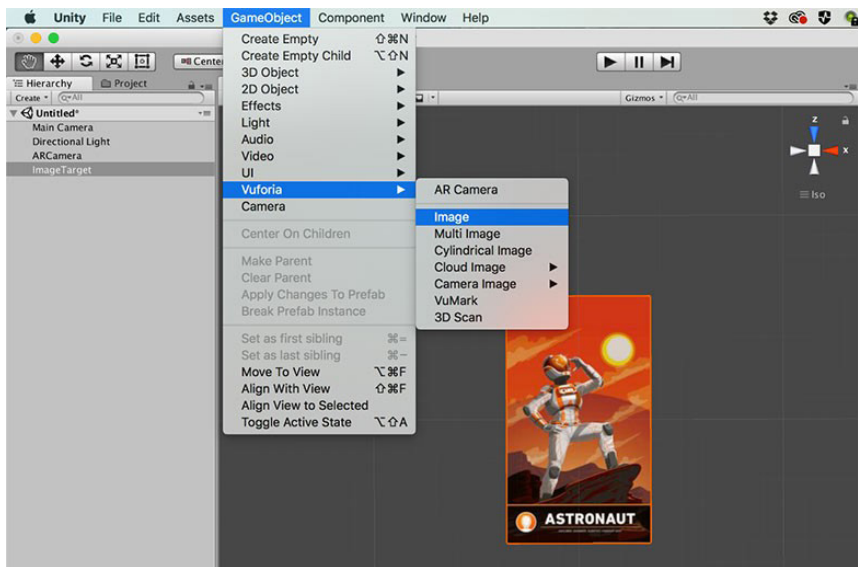 Unity File Edit Assets GameObject Component Window Help
Create Empty ⇧⌘N
Create Empty Child ⌥⇧N
3D Object
2D Object
Effects
Light
Audio
Video
UI
Vuforia
Camera
Center On Children
Make Parent
Clear Parent
Apply Changes To Prefab
Break Prefab Instance
Set as first sibling ⌘=
Set as last sibling ⌘-
Move To View ⌥⌘F
Align With View ⇧⌘F
Align View to Selected
Toggle Active State ⌥⇧A
AR Camera
Image
Multi Image
Cylindrical Image
Cloud Image
Camera Image
VuMark
3D Scan
Cente
Hierarchy Project
Create All
Untitled*
Main Camera
Directional Light
ARCamera
ImageTarget
Gizmos All
z
x
Iso
ASTRONAUT